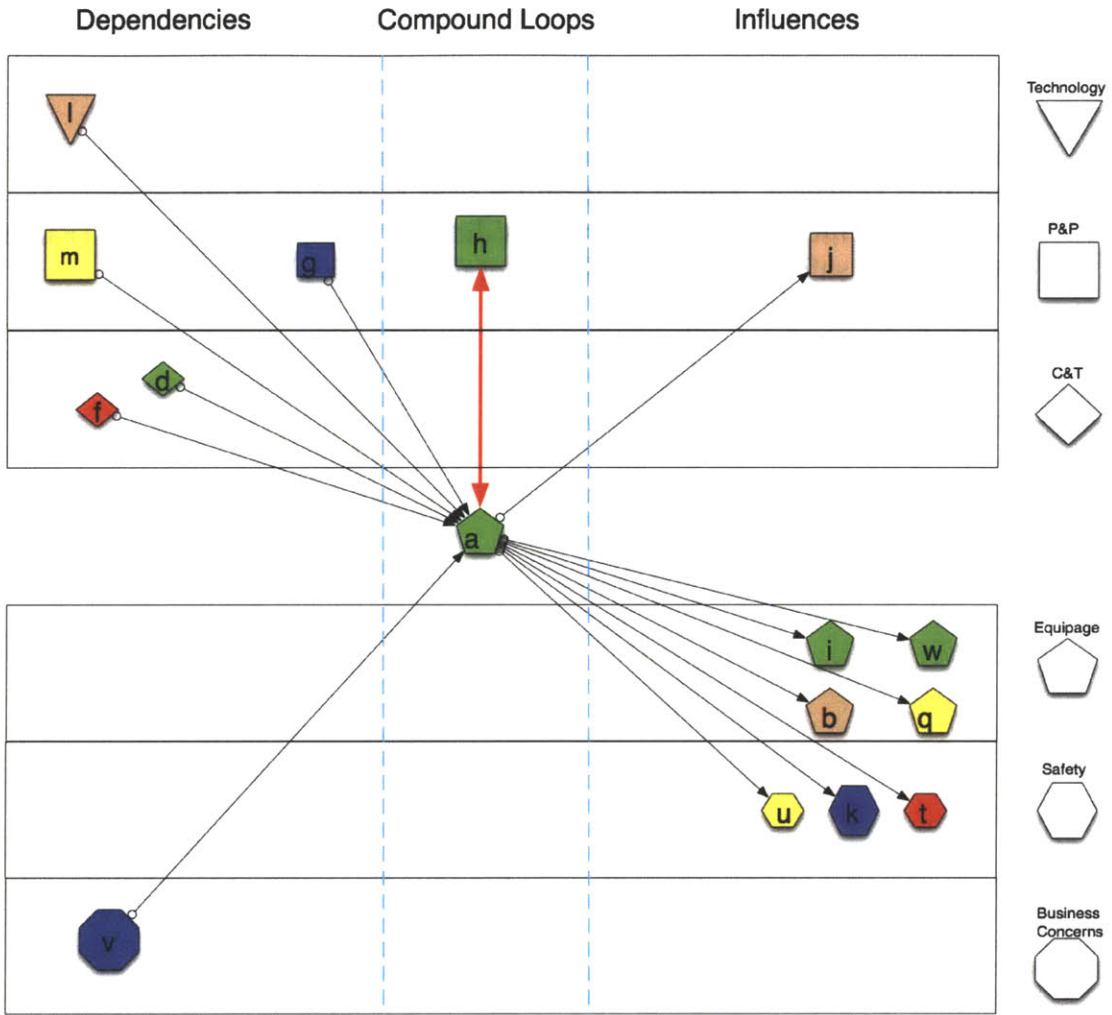 Dependencies Compound Loops Influences
Technology
l
P&P
m g h j
C&T
d
f
a
Equipage
i w
b q
Safety
u k t
Business
Concerns
v